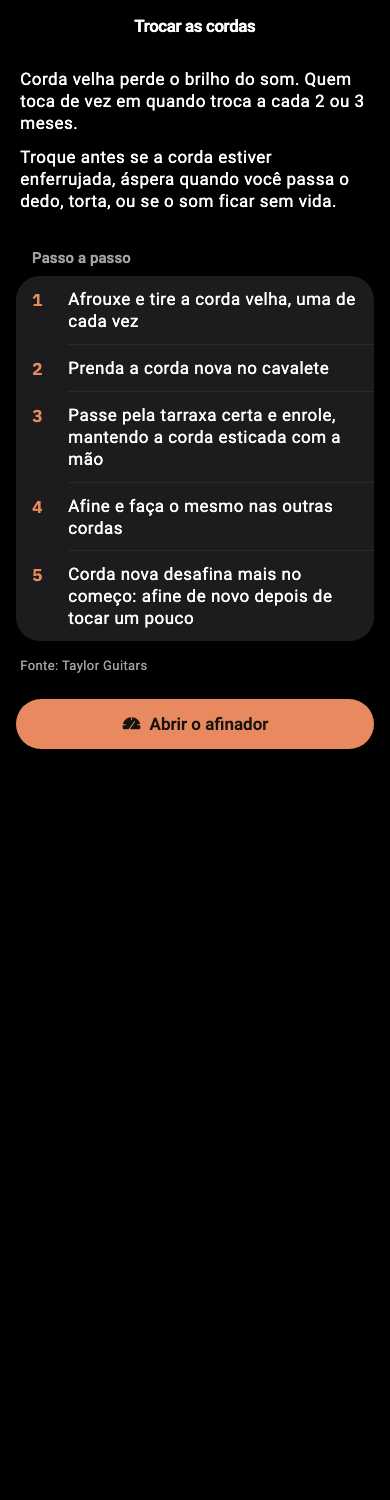 Trocar as cordas
Corda velha perde o brilho do som. Quem
toca de vez em quando troca a cada 2 ou 3
meses.
Troque antes se a corda estiver
enferrujada, áspera quando você passa o
dedo, torta, ou se o som ficar sem vida.
Passo a passo
1 Afrouxe e tire a corda velha, uma de
cada vez
2 Prenda a corda nova no cavalete
3 Passe pela tarraxa certa e enrole,
mantendo a corda esticada com a
mão
4 Afine e faça o mesmo nas outras
cordas
5 Corda nova desafina mais no
começo: afine de novo depois de
tocar um pouco
Fonte: Taylor Guitars
Abrir o afinador